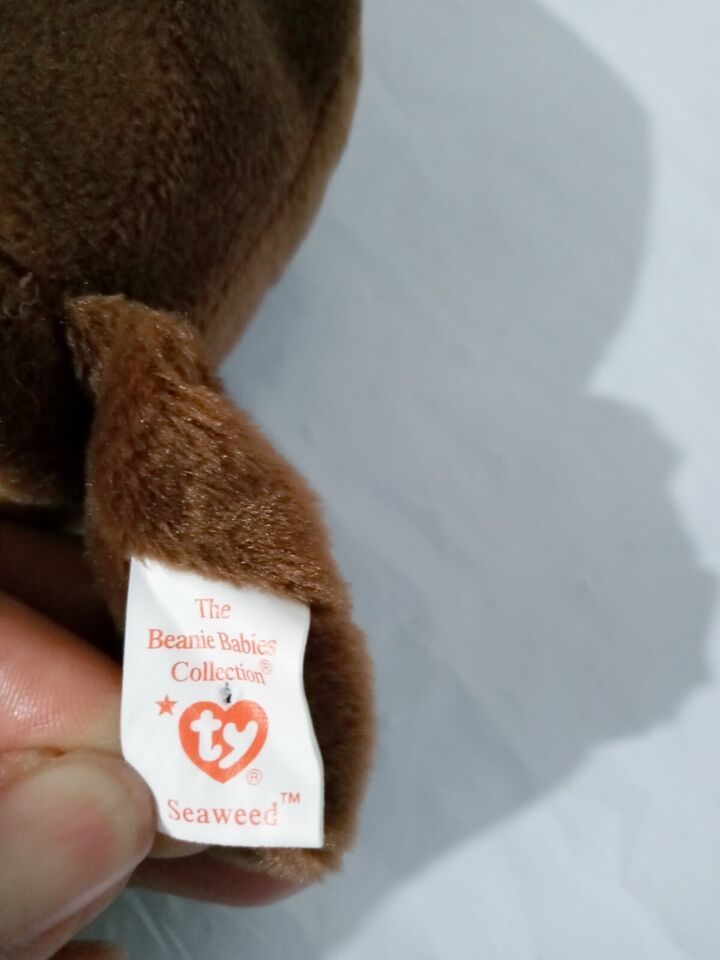 The
Beanie Babies
Collection®
ty®
Seaweed™